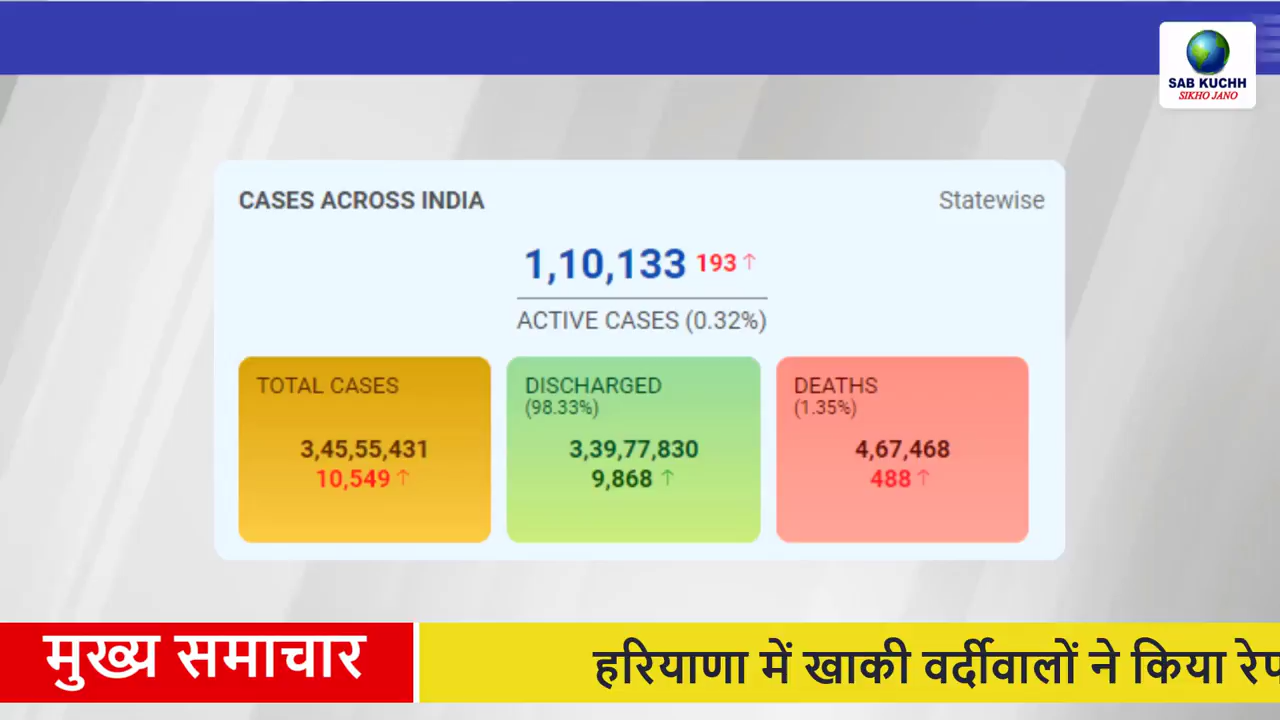 SAB KUCHH
SIKHO JANO
CASES ACROSS INDIA
Statewise
1,10,133 193↑
ACTIVE CASES (0.32%)
TOTAL CASES
3,45,55,431
10,549↑
DISCHARGED
(98.33%)
3,39,77,830
9,868 ↑
DEATHS
(1.35%)
4,67,468
488↑
मुख्य समाचार
हरियाणा में खाकी वर्दीवालों ने किया